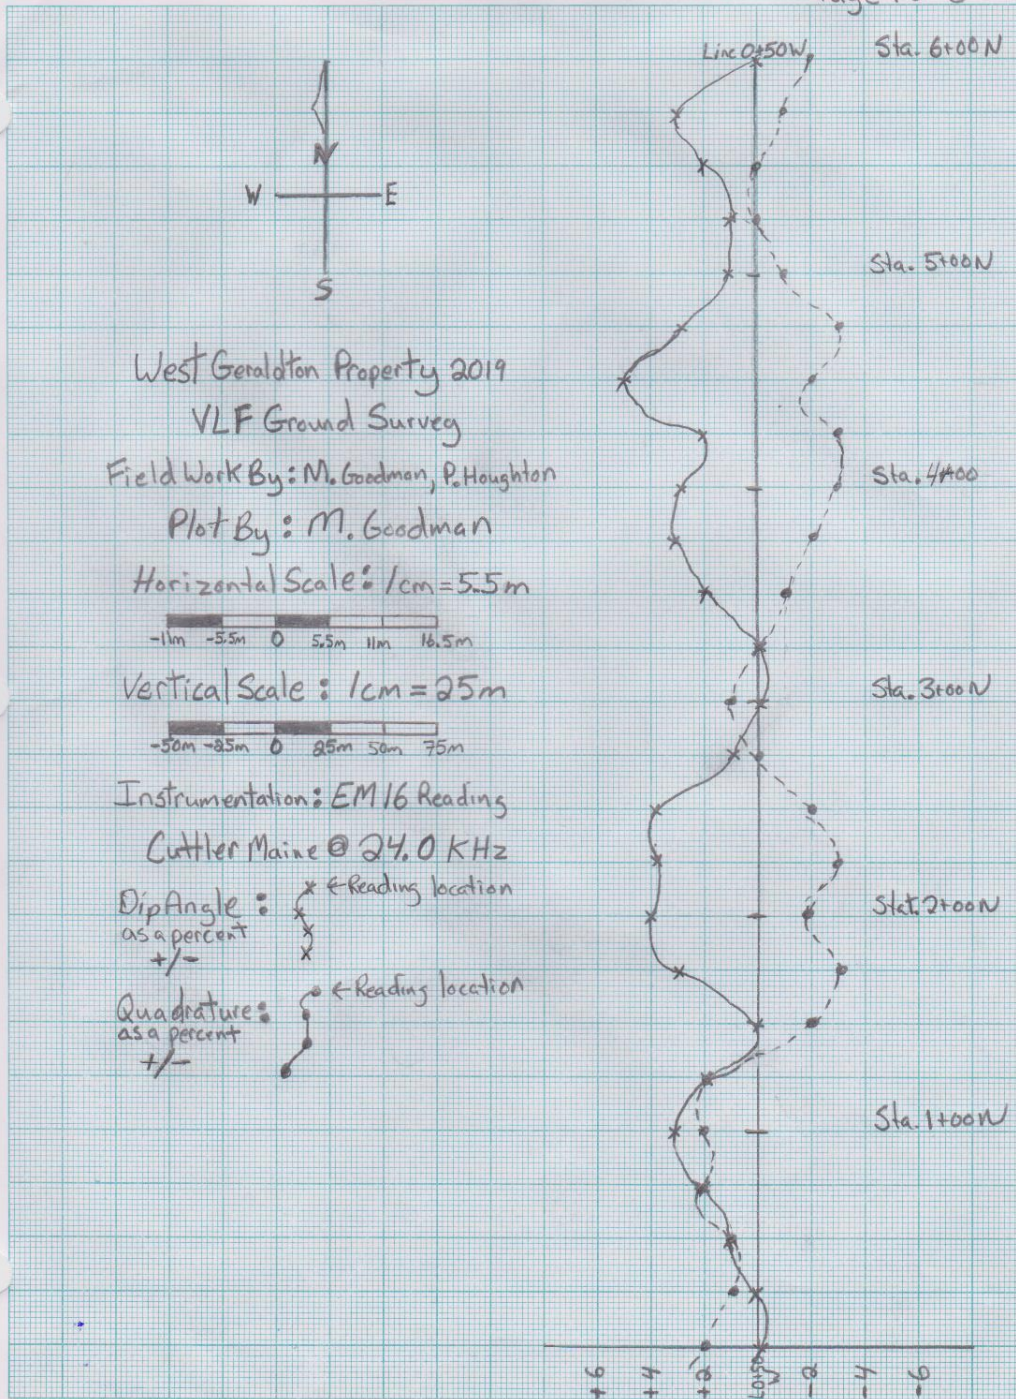 Line 0+50W
Sta. 6+00N
N
W
E
S
Sta. 5+00N
West Geraldton Property 2019
VLF Ground Survey
Field Work By: M. Goodman, P. Houghton
Sta. 4+00
Plot By: M. Goodman
Horizontal Scale: 1cm = 5.5m
-11m -5.5m 0 5.5m 11m 16.5m
Vertical Scale: 1cm = 25m
Sta. 3+00N
-50m -25m 0 25m 50m 75m
Instrumentation: EM16 Reading
Cuttler Maine @ 24.0 KHz
Dip Angle:
as a percent
+/-
←Reading location
Stat. 2+00N
Quadrature:
as a percent
+/-
←Reading location
Sta. 1+00N
+6 +4 +2 L0+50W -2 -4 -6